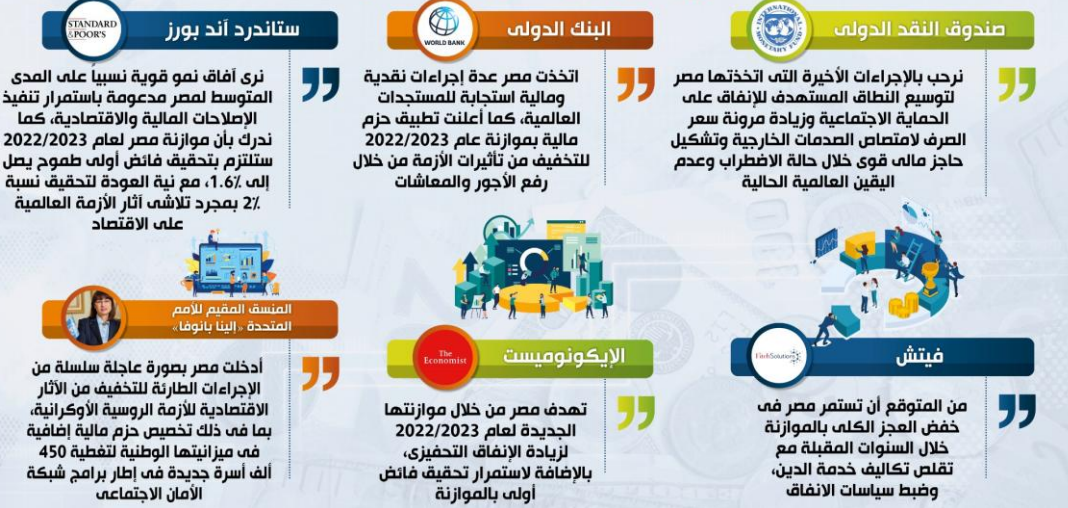 صندوق النقد الدولى
INTERNATIONAL MONETARY FUND
نرحب بالإجراءات الأخيرة التى اتخذتها مصر
لتوسيع النطاق المستهدف للإنفاق على
الحماية الاجتماعية وزيادة مرونة سعر
الصرف لامتصاص الصدمات الخارجية وتشكيل
حاجز مالى قوى خلال حالة الاضطراب وعدم
اليقين العالمية الحالية
البنك الدولى
WORLD BANK
اتخذت مصر عدة إجراءات نقدية
ومالية استجابة للمستجدات
العالمية، كما أعلنت تطبيق حزم
مالية بموازنة عام 2022/2023
للتخفيف من تأثيرات الأزمة من خلال
رفع الأجور والمعاشات
ستاندرد آند بورز
STANDARD
&POOR'S
نرى آفاق نمو قوية نسبياً على المدى
المتوسط لمصر مدعومة باستمرار تنفيذ
الإصلاحات المالية والاقتصادية، كما
ندرك بأن موازنة مصر لعام 2022/2023
ستلتزم بتحقيق فائض أولى طموح يصل
إلى 1.6٪، مع نية العودة لتحقيق نسبة
2٪ بمجرد تلاشى آثار الأزمة العالمية
على الاقتصاد
فيتش
FitchSolutions
من المتوقع أن تستمر مصر فى
خفض العجز الكلى بالموازنة
خلال السنوات المقبلة مع
تقلص تكاليف خدمة الدين،
وضبط سياسات الانفاق
الإيكونوميست
The
Economist
تهدف مصر من خلال موازنتها
الجديدة لعام 2022/2023
لزيادة الإنفاق التحفيزى،
بالإضافة لاستمرار تحقيق فائض
أولى بالموازنة
المنسق المقيم للأمم
المتحدة «إلينا بانوفا»
أدخلت مصر بصورة عاجلة سلسلة من
الإجراءات الطارئة للتخفيف من الآثار
الاقتصادية للأزمة الروسية الأوكرانية،
بما فى ذلك تخصيص حزم مالية إضافية
فى ميزانيتها الوطنية لتغطية 450
ألف أسرة جديدة فى إطار برامج شبكة
الأمان الاجتماعى